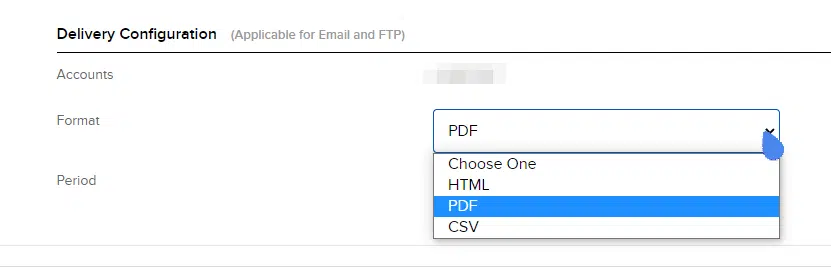 Delivery Configuration (Applicable for Email and FTP)
Accounts
Format PDF
Choose One
HTML
Period
PDF
CSV